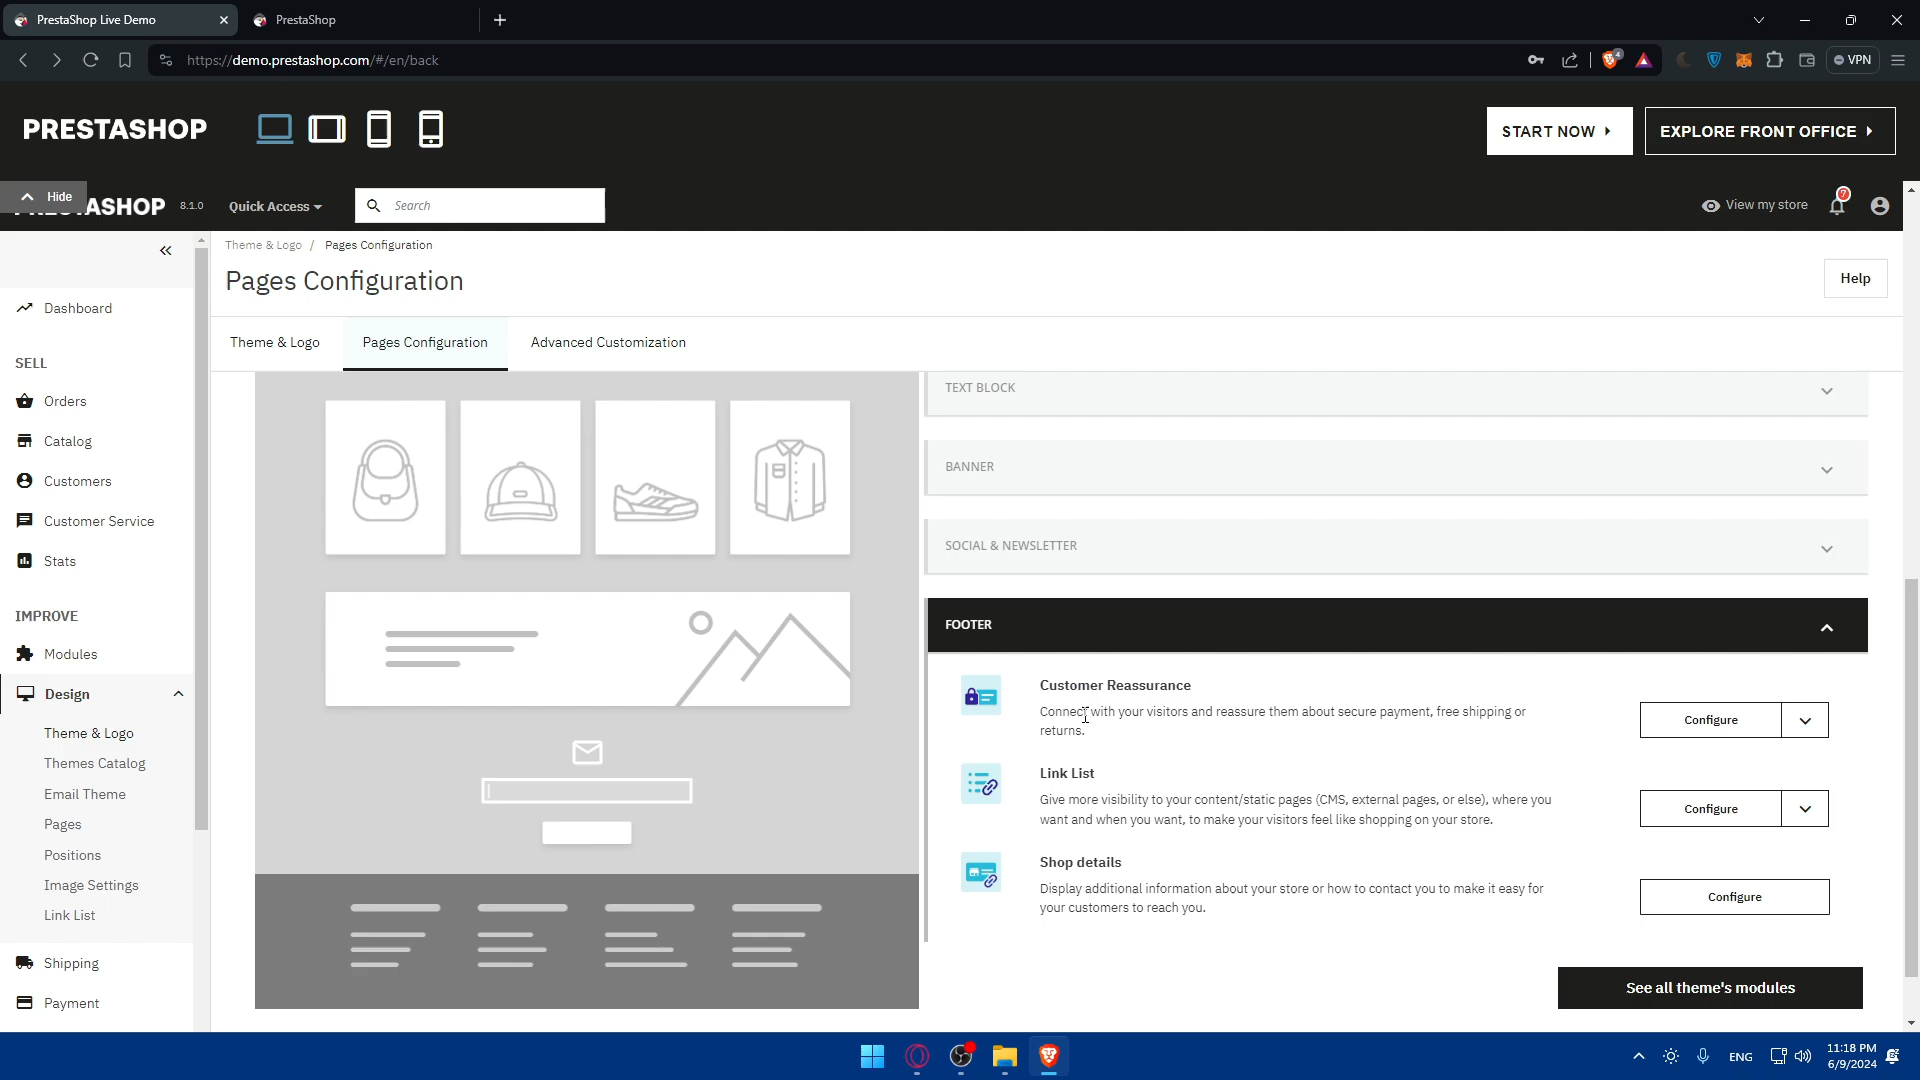 PrestaShop Live Demo
PrestaShop
https://demo.prestashop.com/#/en/back
4
VPN
PRESTASHOP
START NOW
EXPLORE FRONT OFFICE
Hide
ASHOP
8.1.0
Quick Access
Search
View my store
7
Theme & Logo / Pages Configuration
Pages Configuration
Help
Theme & Logo
Pages Configuration
Advanced Customization
Dashboard
SELL
Orders
Catalog
Customers
Customer Service
Stats
IMPROVE
Modules
Design
Theme & Logo
Themes Catalog
Email Theme
Pages
Positions
Image Settings
Link List
Shipping
Payment
TEXT BLOCK
BANNER
SOCIAL & NEWSLETTER
FOOTER
Customer Reassurance
Connect with your visitors and reassure them about secure payment, free shipping or
returns.
Configure
Link List
Give more visibility to your content/static pages (CMS, external pages, or else), where you
want and when you want, to make your visitors feel like shopping on your store.
Configure
Shop details
Display additional information about your store or how to contact you to make it easy for
your customers to reach you.
Configure
See all theme's modules
ENG
11:18 PM
6/9/2024